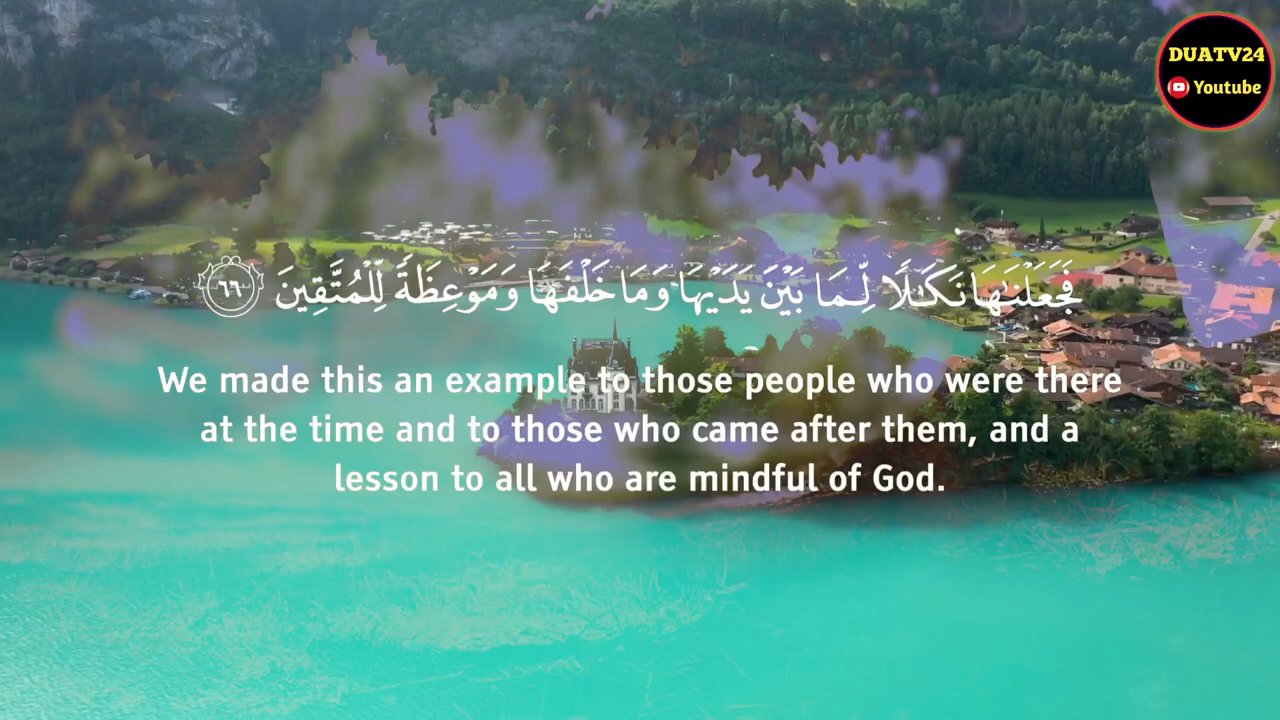 DUATV24
Youtube
فَجَعَلْنَٰهَا نَكَٰلًا لِّمَا بَيْنَ يَدَيْهَا وَمَا خَلْفَهَا وَمَوْعِظَةً لِّلْمُتَّقِينَ ٦٦
We made this an example to those people who were there
at the time and to those who came after them, and a
lesson to all who are mindful of God.